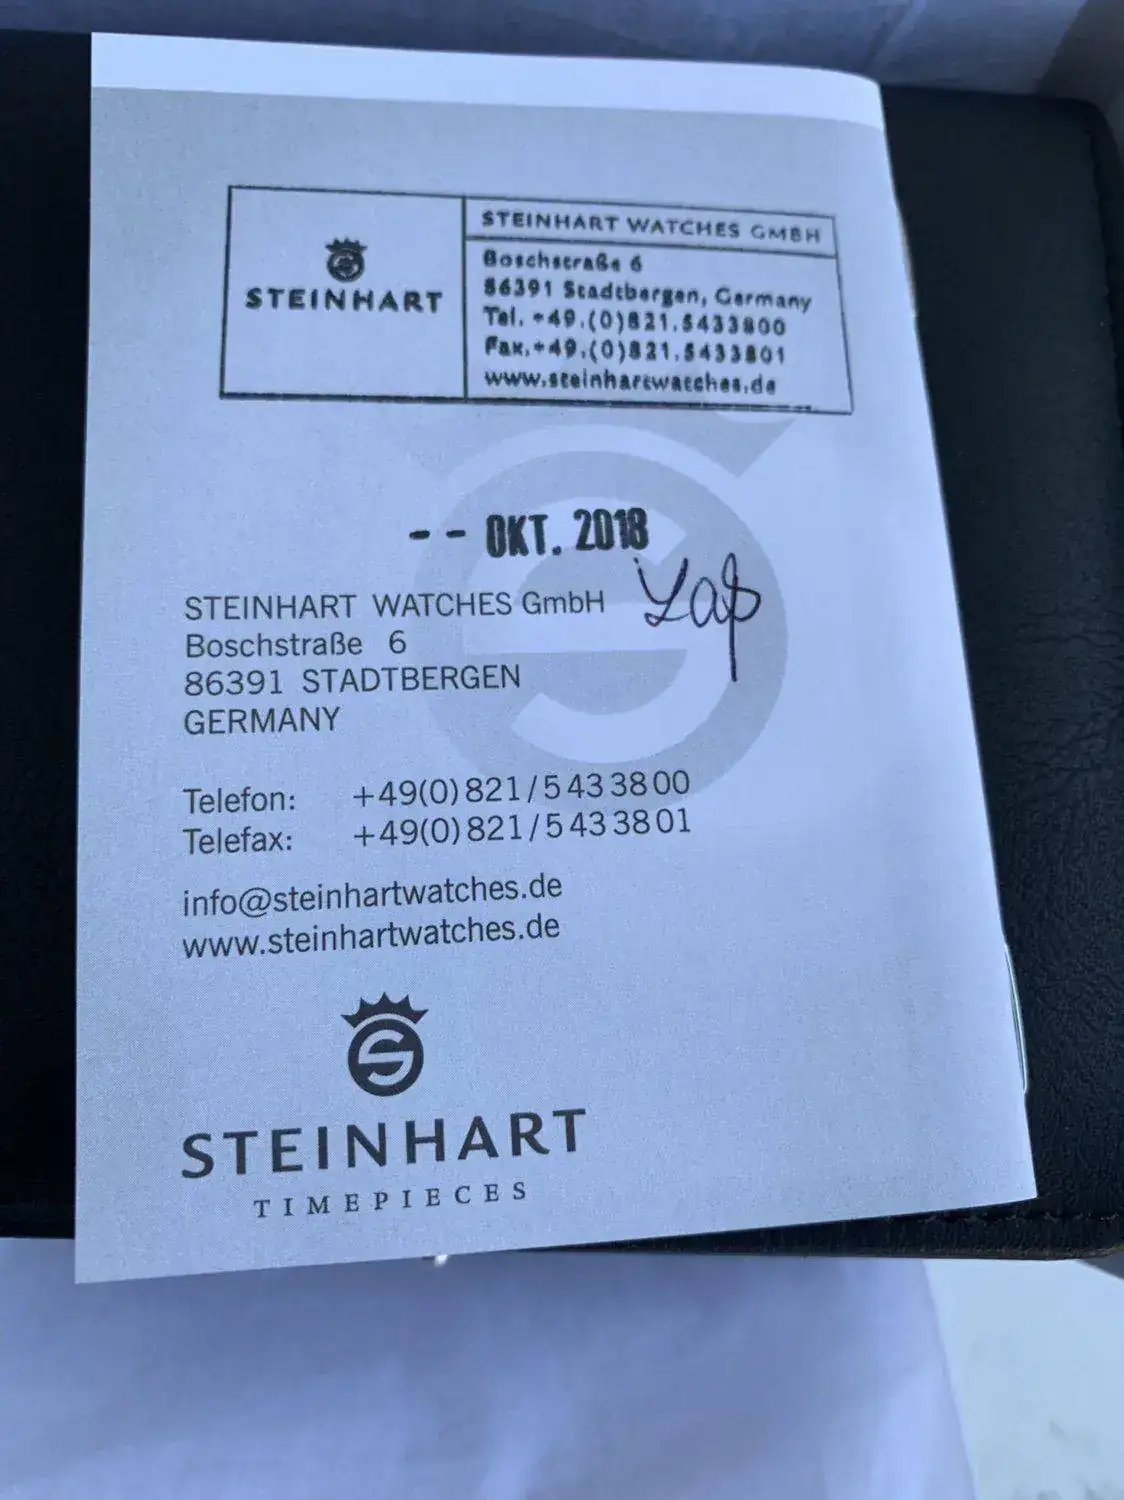 STEINHART
STEINHART WATCHES GMBH
Boschstraße 6
86391 Stadtbergen, Germany
Tel. +49.(0)821.5433800
Fax.+49.(0)821.5433801
www.steinhartwatches.de
-- OKT. 2018
STEINHART WATCHES GmbH
Boschstraße 6
86391 STADTBERGEN
GERMANY
Telefon: +49(0)821/5433800
Telefax: +49(0)821/5433801
info@steinhartwatches.de
www.steinhartwatches.de
STEINHART
TIMEPIECES